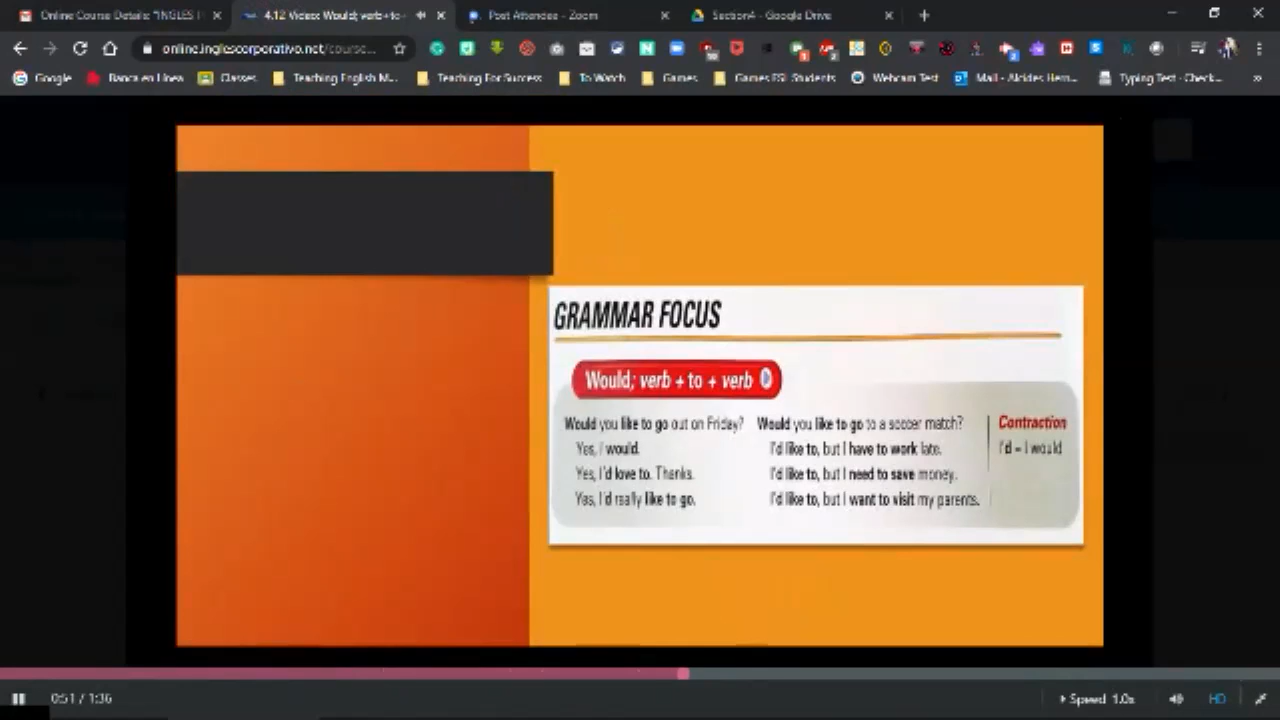 Online Course Details: "INGLES I
4.12 Video: Would; verb+to+
Post Attendee - Zoom
Section4 - Google Drive
online.inglescorporativo.net/course...
Google
Banca en Linea
Classes
Teaching English M...
Teaching For Success
To Watch
Games
Games ESL Students
Webcam Test
Mail - Alcides Hern...
Typing Test - Check...
GRAMMAR FOCUS
Would; verb + to + verb
Would you like to go out on Friday?
Yes, I would.
Yes, I'd love to. Thanks.
Yes, I'd really like to go.
Would you like to go to a soccer match?
I'd like to, but I have to work late.
I'd like to, but I need to save money.
I'd like to, but I want to visit my parents.
Contraction
I'd = I would
0:51 / 1:36
Speed 1.0x
HD